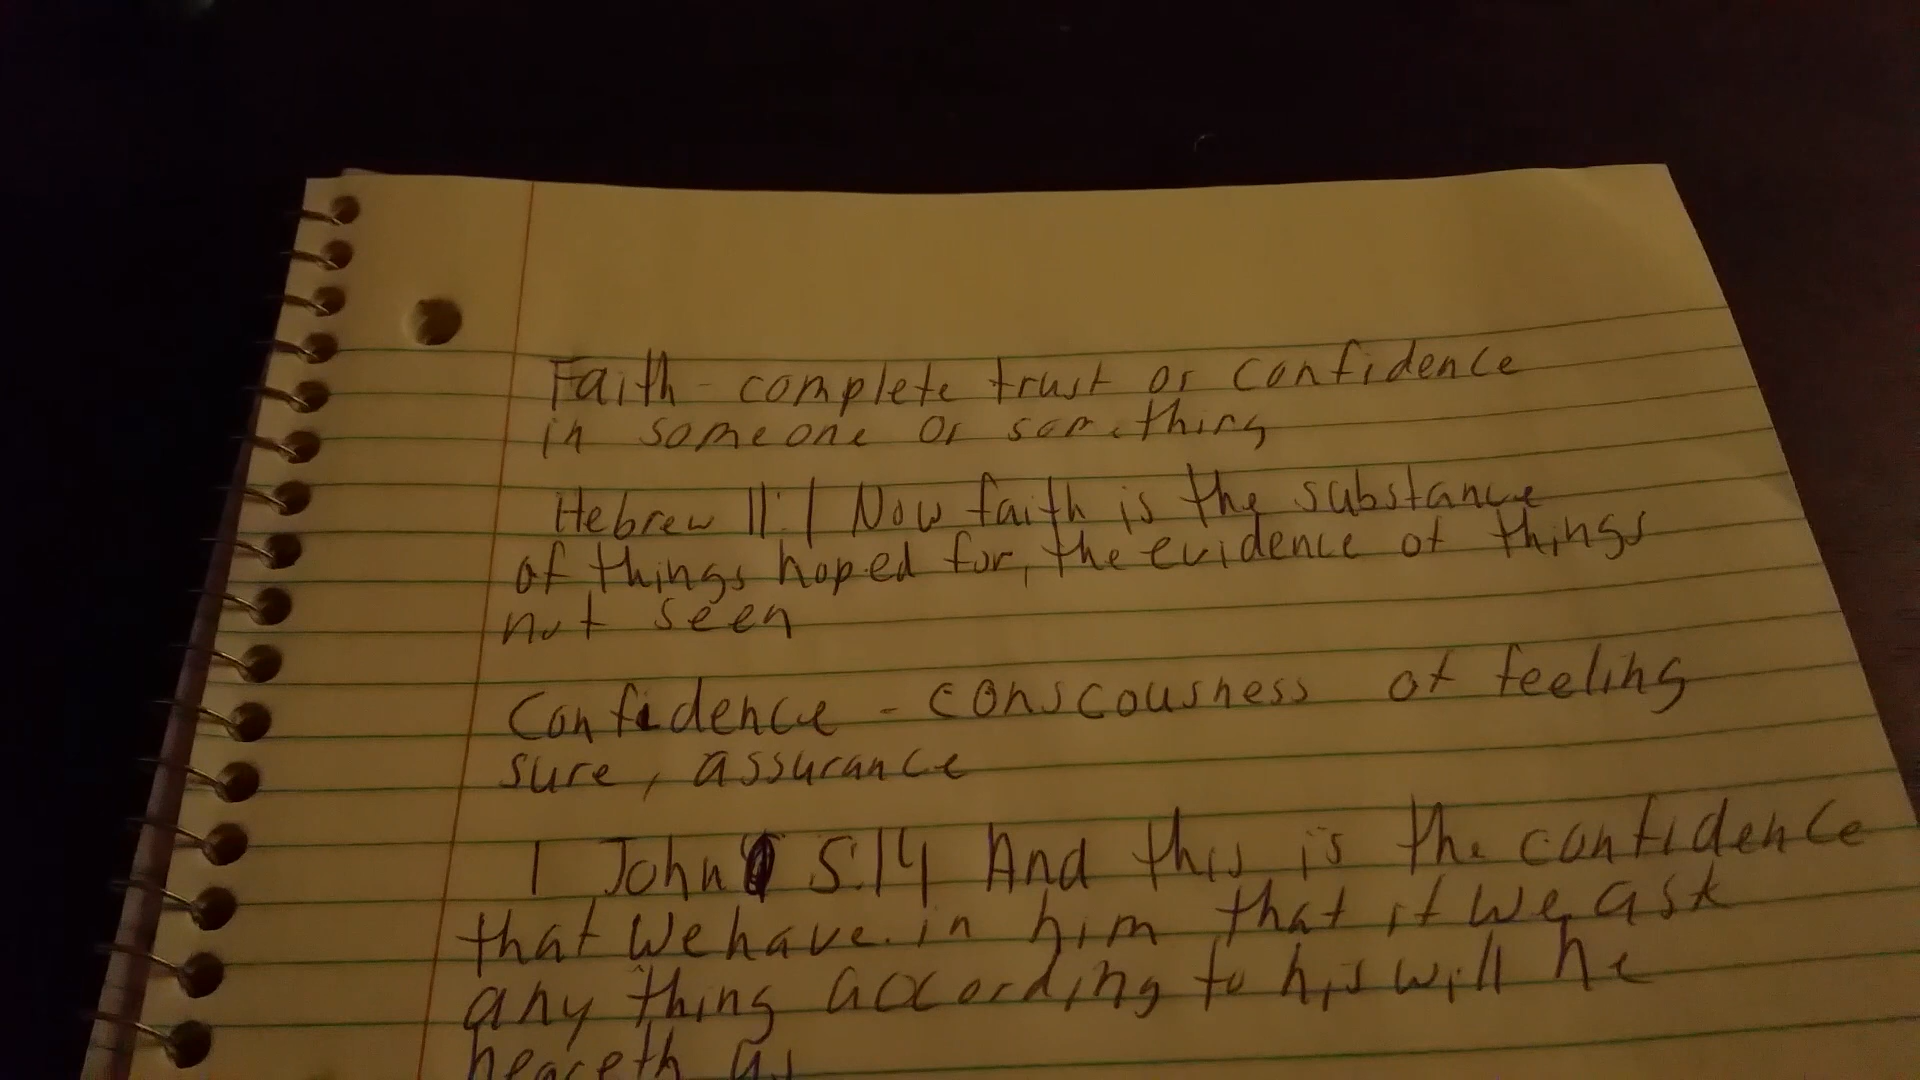 Faith - complete trust or confidence
in someone or something
Hebrew 11:1 Now faith is the substance
of things hoped for, the evidence of things
not seen
Confidence - conscousness of feeling
sure, assurance
1 John 5:14 And this is the confidence
that we have in him that if we ask
any thing according to his will he
heareth us